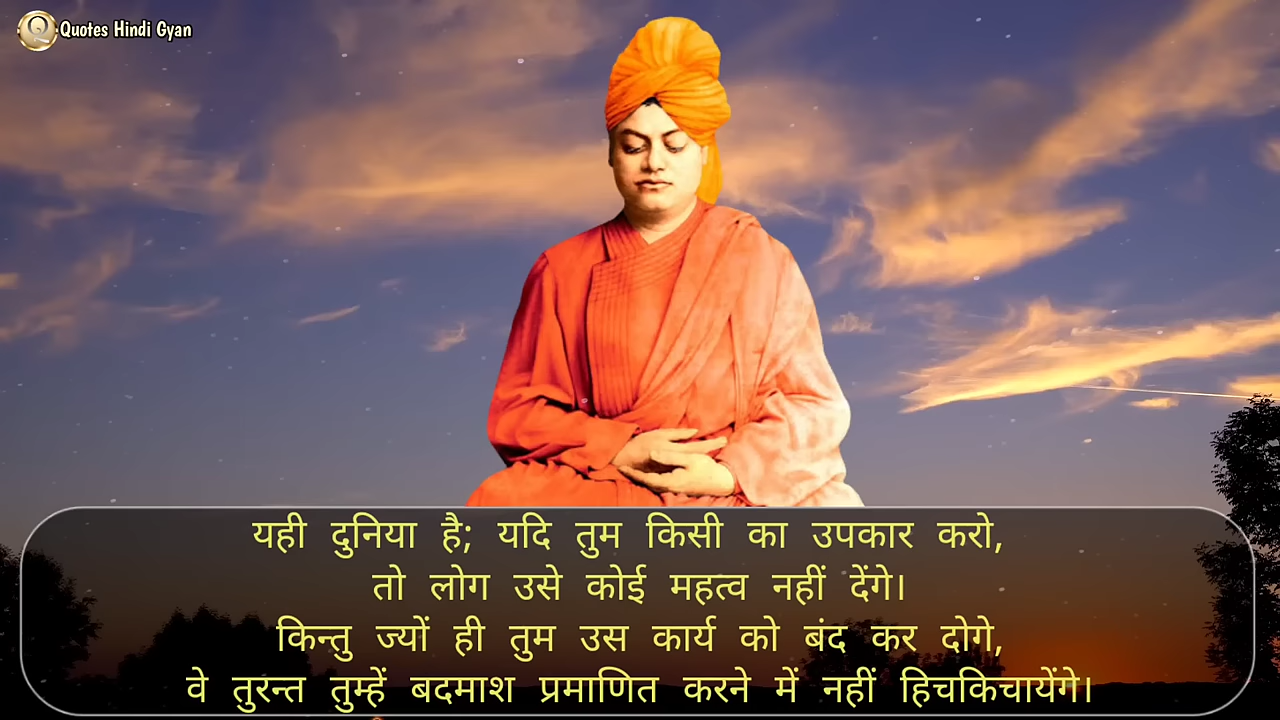 Quotes Hindi Gyan
यही दुनिया है; यदि तुम किसी का उपकार करो,
तो लोग उसे कोई महत्व नहीं देंगे।
किन्तु ज्यों ही तुम उस कार्य को बंद कर दोगे,
वे तुरन्त तुम्हें बदमाश प्रमाणित करने में नहीं हिचकिचायेंगे।